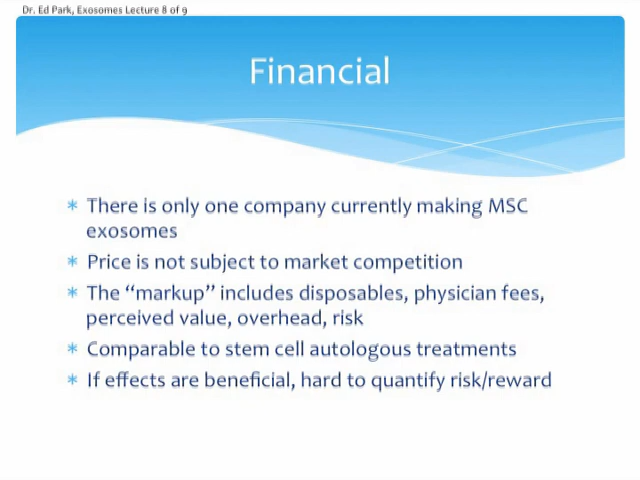 Dr. Ed Park, Exosomes Lecture 8 of 9
Financial
* There is only one company currently making MSC
exosomes
* Price is not subject to market competition
* The “markup” includes disposables, physician fees,
perceived value, overhead, risk
* Comparable to stem cell autologous treatments
* If effects are beneficial, hard to quantify risk/reward